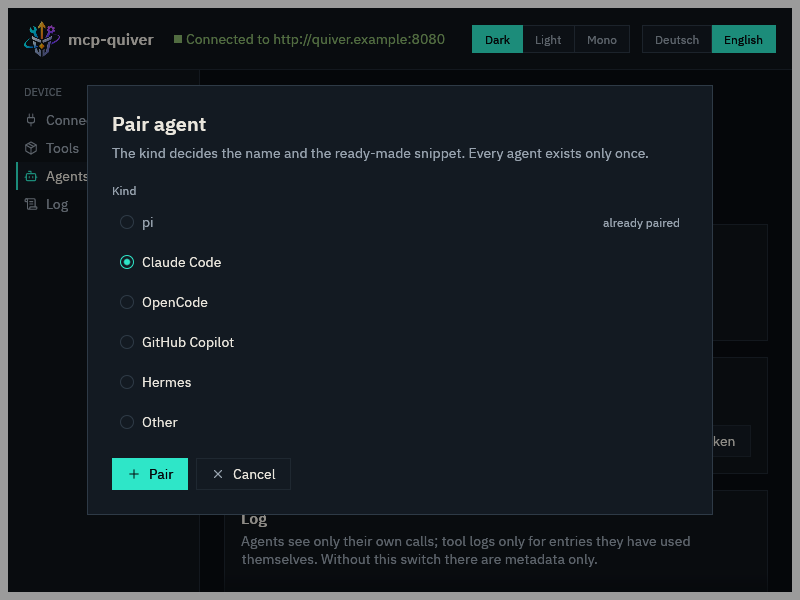 mcp-quiver
Connected to http://quiver.example:8080
Dark
Light
Mono
Deutsch
English
DEVICE
Conne
Tools
Agents
Log
Pair agent
The kind decides the name and the ready-made snippet. Every agent exists only once.
Kind
pi
already paired
Claude Code
OpenCode
GitHub Copilot
Hermes
Other
Pair
Cancel
ken
Log
Agents see only their own calls; tool logs only for entries they have used
themselves. Without this switch there are metadata only.